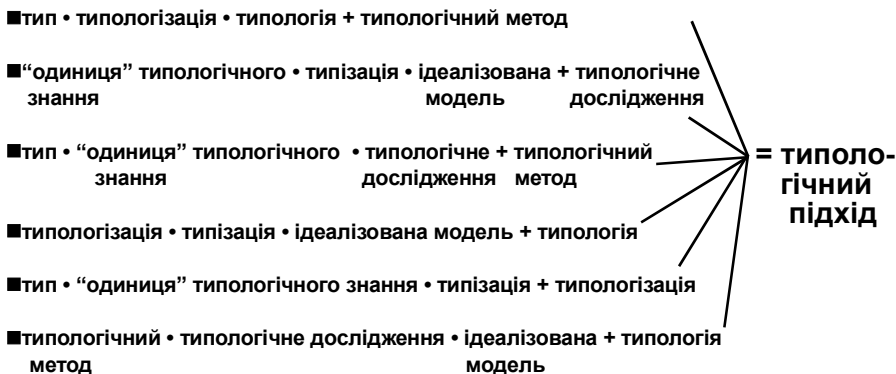 ■тип • типологізація • типологія + типологічний метод
■“одиниця” типологічного • типізація • ідеалізована + типологічне
знання модель дослідження
■тип • “одиниця” типологічного • типологічне + типологічний
знання дослідження метод
= типоло-
гічний
підхід
■типологізація • типізація • ідеалізована модель + типологія
■тип • “одиниця” типологічного знання • типізація + типологізація
■типологічний • типологічне дослідження • ідеалізована + типологія
метод модель